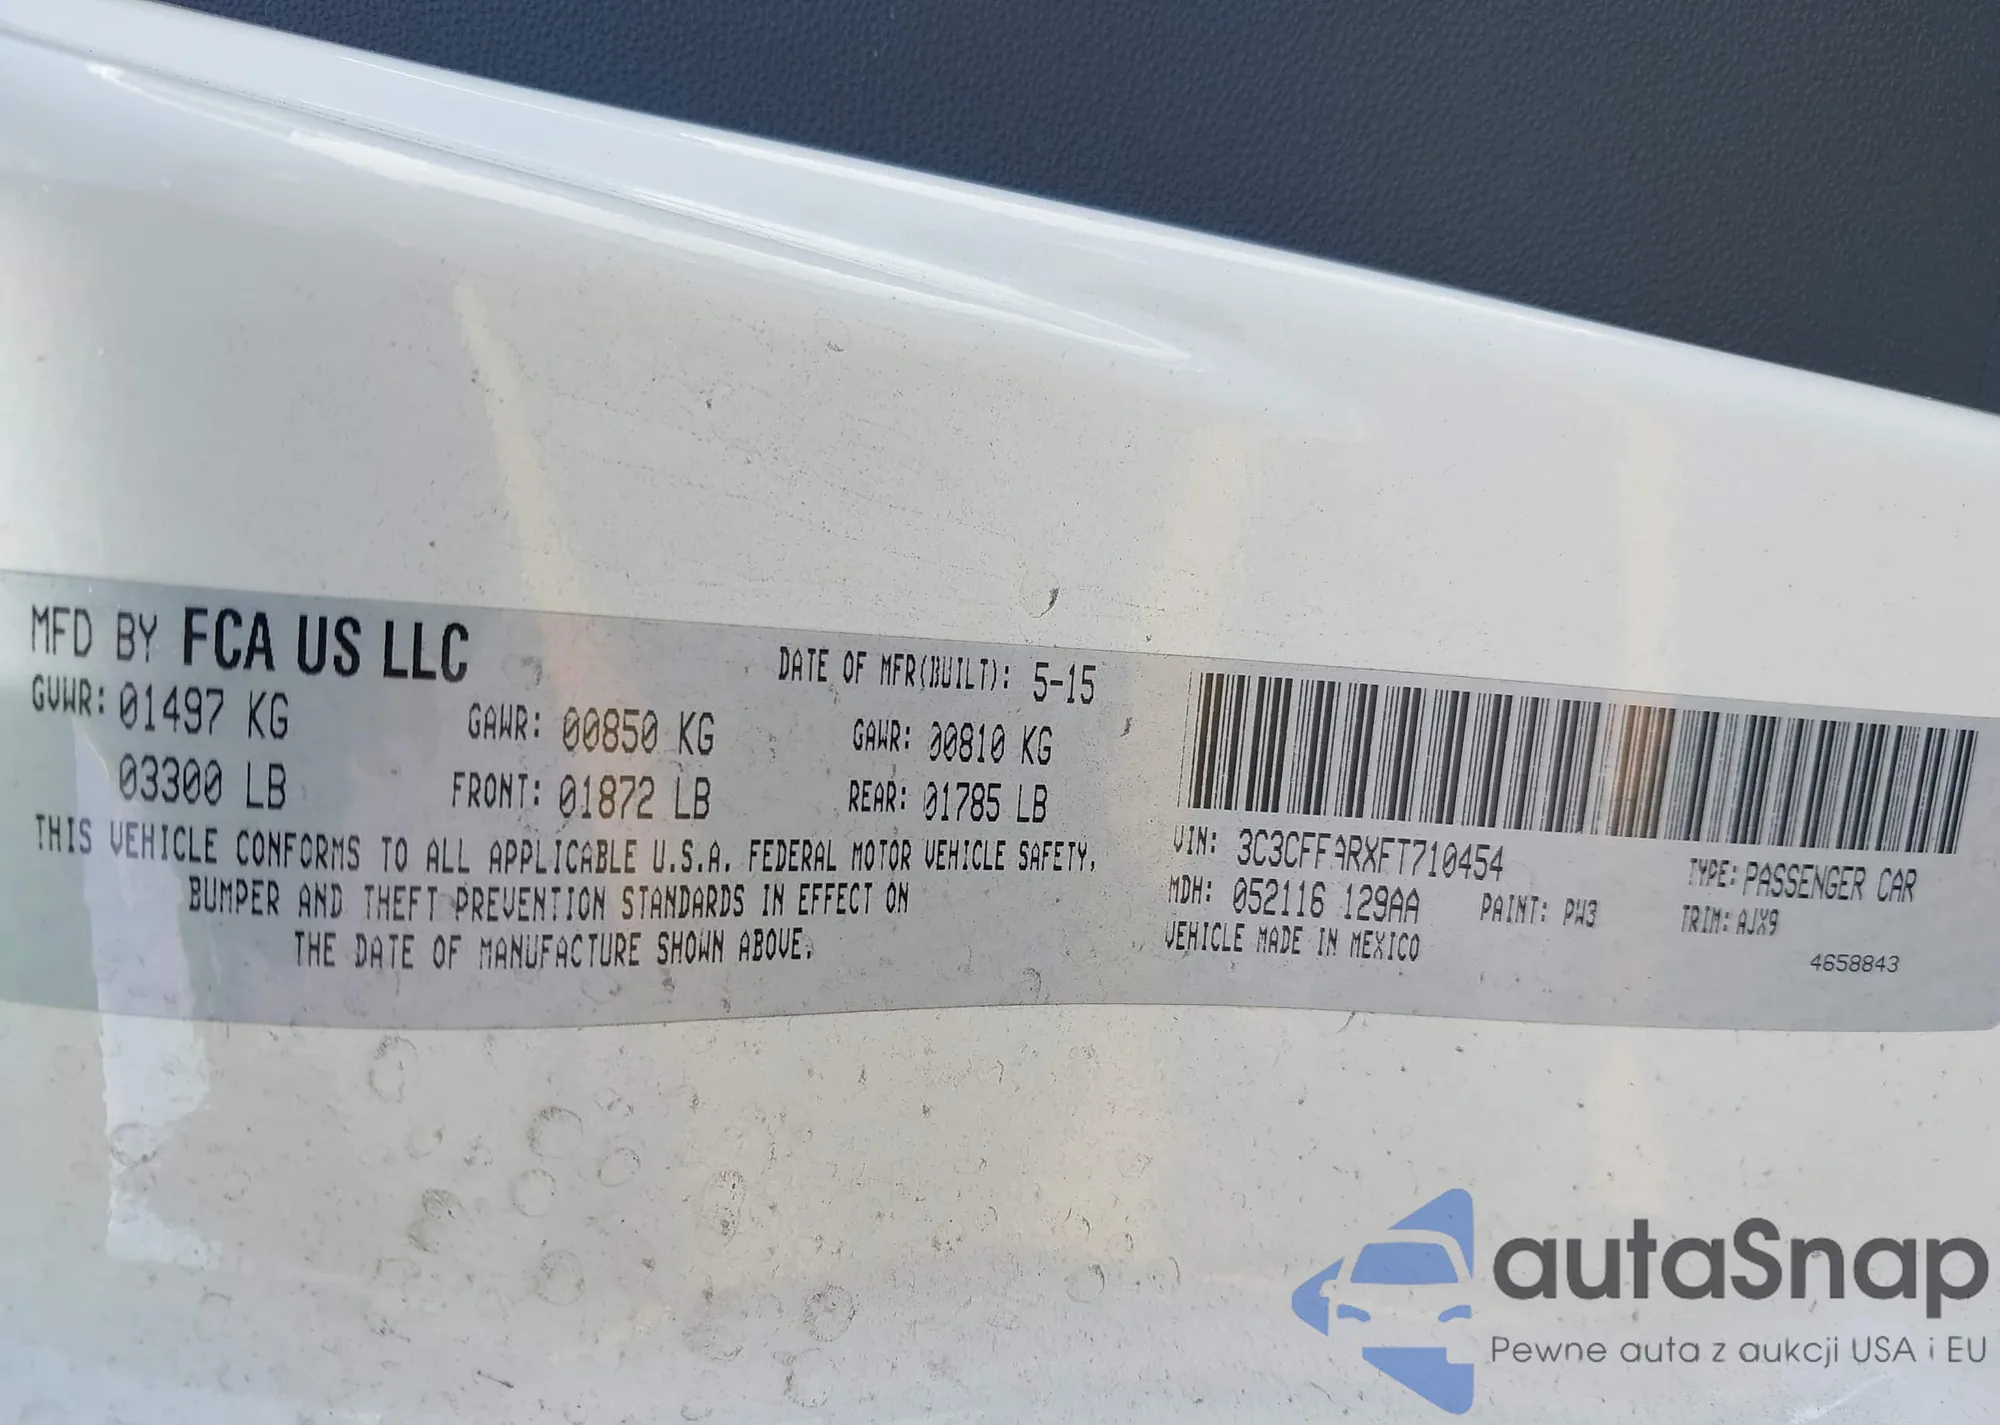 MFD BY FCA US LLC
DATE OF MFR(BUILT): 5-15
GVWR: 01497 KG
GAWR: 00850 KG
GAWR: 00810 KG
03300 LB
FRONT: 01872 LB
REAR: 01785 LB
THIS VEHICLE CONFORMS TO ALL APPLICABLE U.S.A. FEDERAL MOTOR VEHICLE SAFETY,
BUMPER AND THEFT PREVENTION STANDARDS IN EFFECT ON
THE DATE OF MANUFACTURE SHOWN ABOVE.
VIN: 3C3CFFARXFT710454
TYPE: PASSENGER CAR
MDH: 052116 129AA
PAINT: PW3
TRIM: AJX9
VEHICLE MADE IN MEXICO
4658843
autaSnap
Pewne auta z aukcji USA i EU